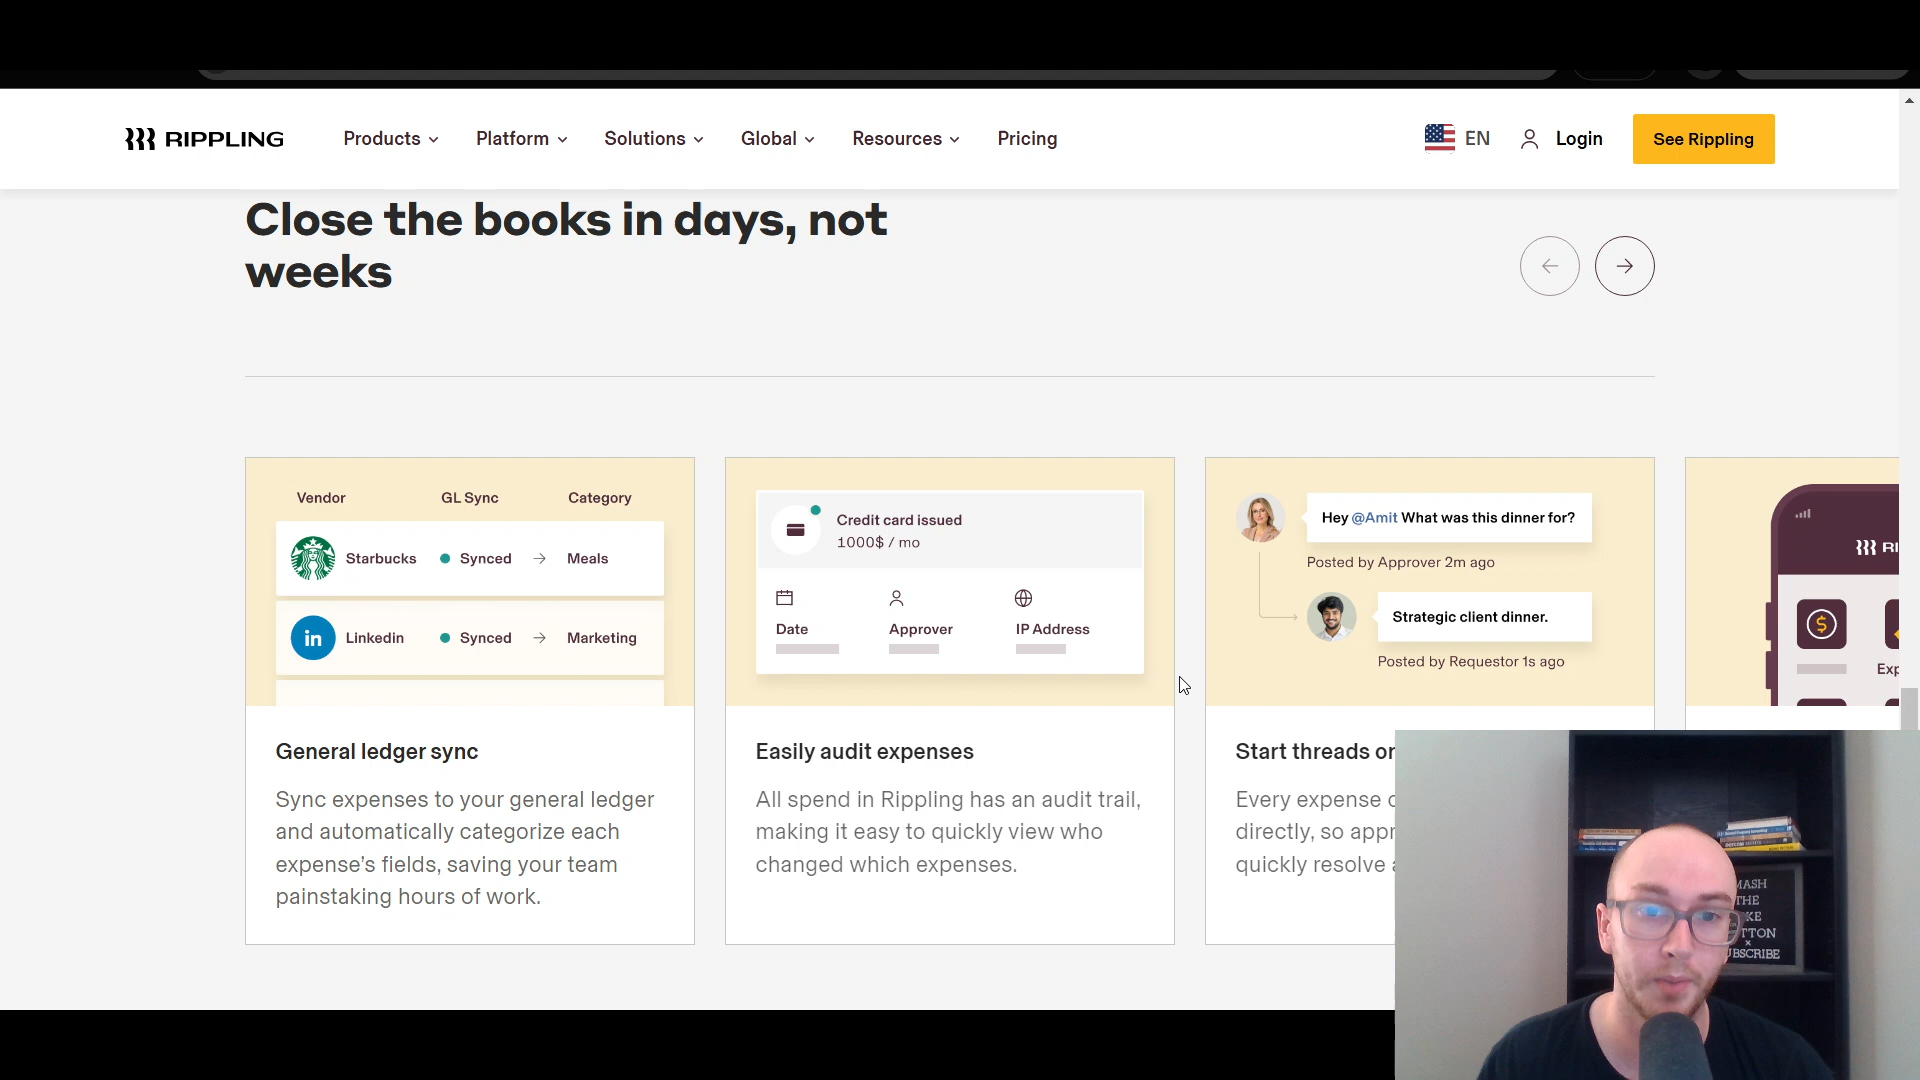 RIPPLING
Products
Platform
Solutions
Global
Resources
Pricing
EN
Login
See Rippling
Close the books in days, not
weeks
Vendor GL Sync Category
Starbucks Synced → Meals
in Linkedin Synced → Marketing
General ledger sync
Sync expenses to your general ledger
and automatically categorize each
expense's fields, saving your team
painstaking hours of work.
Credit card issued
1000$ / mo
Date Approver IP Address
Easily audit expenses
All spend in Rippling has an audit trail,
making it easy to quickly view who
changed which expenses.
Hey @Amit What was this dinner for?
Posted by Approver 2m ago
Strategic client dinner.
Posted by Requestor 1s ago
Start threads
Every expense
directly, so
quickly resolve
THE
SUBSCRIBE